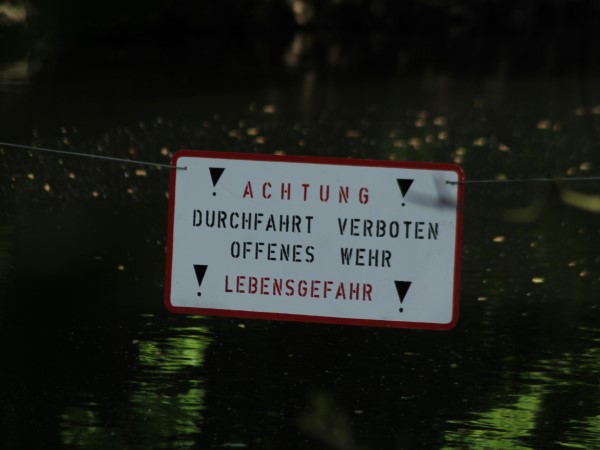 ACHTUNG
DURCHFAHRT VERBOTEN
OFFENES WEHR
LEBENSGEFAHR